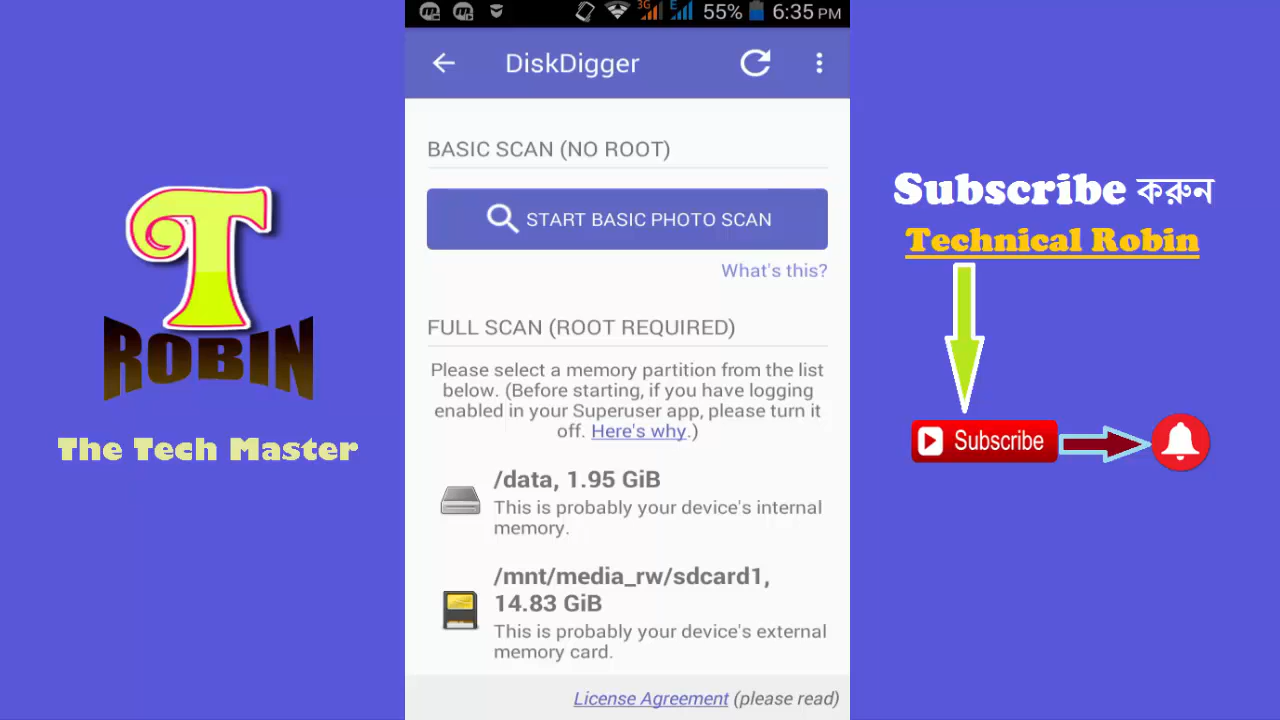 T
ROBIN
The Tech Master
3G
E
55%
6:35 PM
DiskDigger
BASIC SCAN (NO ROOT)
START BASIC PHOTO SCAN
What's this?
FULL SCAN (ROOT REQUIRED)
Please select a memory partition from the list
below. (Before starting, if you have logging
enabled in your Superuser app, please turn it
off. Here's why.)
/data, 1.95 GiB
This is probably your device's internal
memory.
/mnt/media_rw/sdcard1,
14.83 GiB
This is probably your device's external
memory card.
License Agreement (please read)
Subscribe করুন
Technical Robin
Subscribe